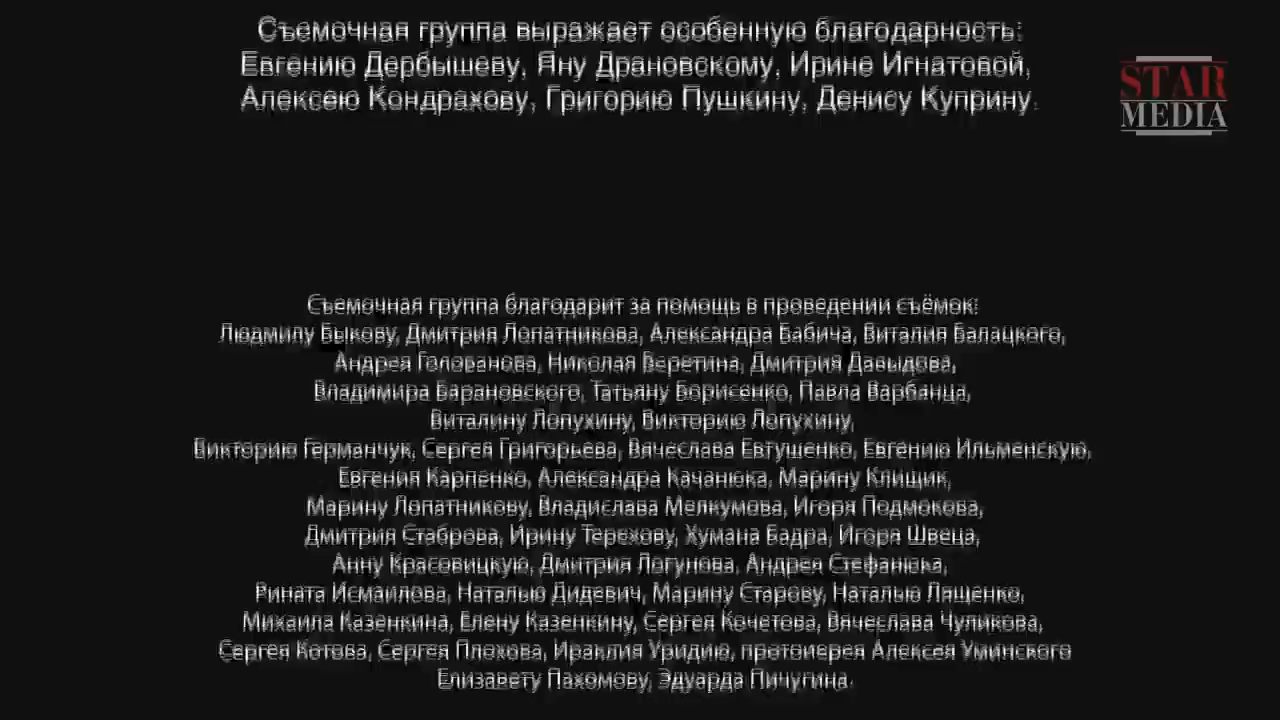 Съемочная группа выражает особенную благодарность:
Евгению Дербышеву, Яну Драновскому, Ирине Игнатовой,
Алексею Кондрахову, Григорию Пушкину, Денису Куприну.
STAR
MEDIA
Съемочная группа благодарит за помощь в проведении съёмок:
Людмилу Быкову, Дмитрия Лопатникова, Александра Бабича, Виталия Балацкого,
Андрея Голованова, Николая Веретина, Дмитрия Давыдова,
Владимира Барановского, Татьяну Борисенко, Павла Варбанца,
Виталину Лопухину, Викторию Лопухину,
Викторию Германчук, Сергея Григорьева, Вячеслава Евтушенко, Евгению Ильменскую,
Евгения Карпенко, Александра Качанюка, Марину Клищик,
Марину Лопатникову, Владислава Мелкумова, Игоря Подмокова,
Дмитрия Стаброва, Ирину Терехову, Хумана Бадра, Игоря Швеца,
Анну Красовицкую, Дмитрия Логунова, Андрея Стефанюка,
Рината Исмаилова, Наталью Дидевич, Марину Старову, Наталью Лященко,
Михаила Казенкина, Елену Казенкину, Сергея Кочетова, Вячеслава Чуликова,
Сергея Котова, Сергея Плохова, Ираклия Уридию, протоиерея Алексея Уминского
Елизавету Пахомову, Эдуарда Пичугина.